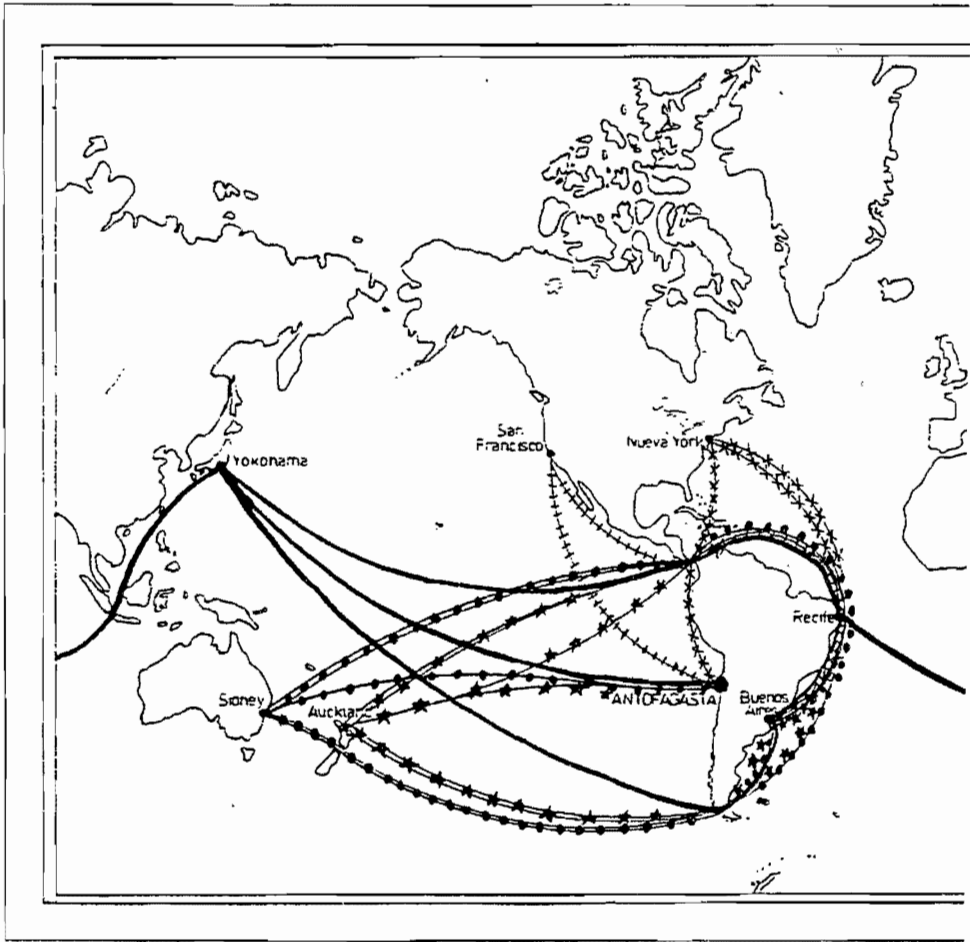 San
Francisco
Nueva York
Yokohama
Recife
Sidney
Auckland
ANTOFAGASTA
Buenos
Aires